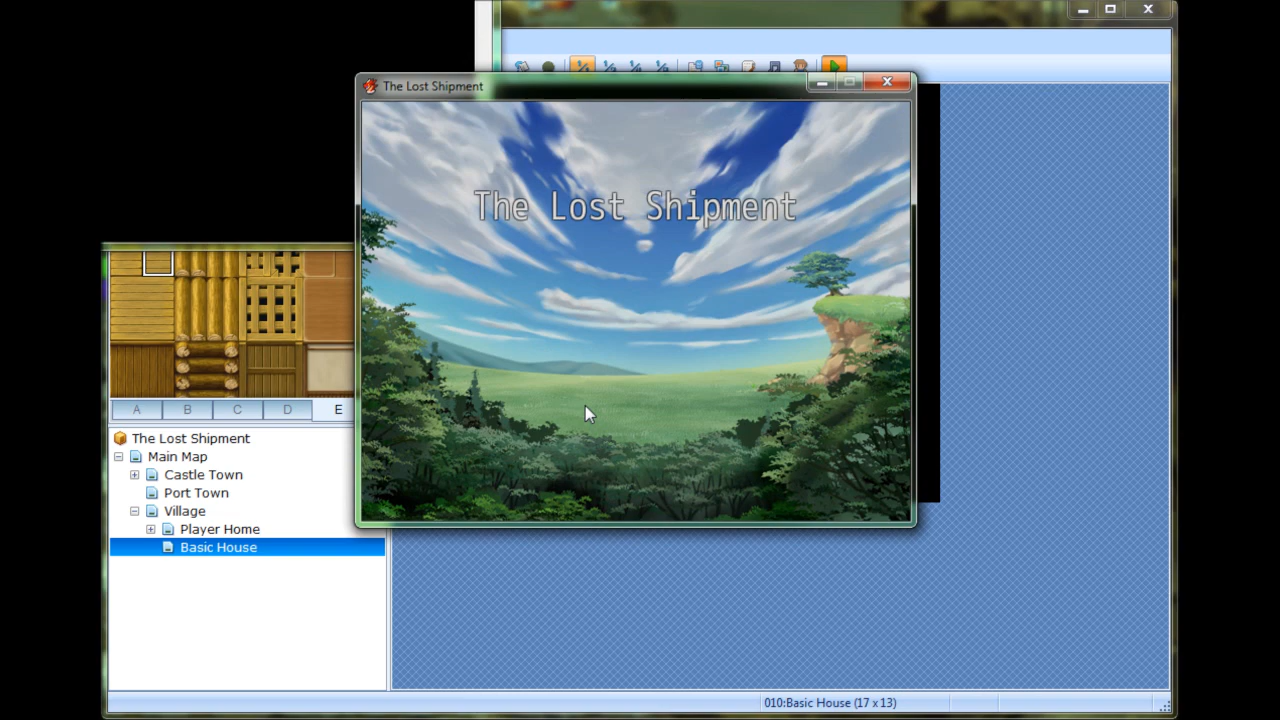 The Lost Shipment
The Lost Shipment
A B C D E
The Lost Shipment
Main Map
Castle Town
Port Town
Village
Player Home
Basic House
010:Basic House (17 x 13)